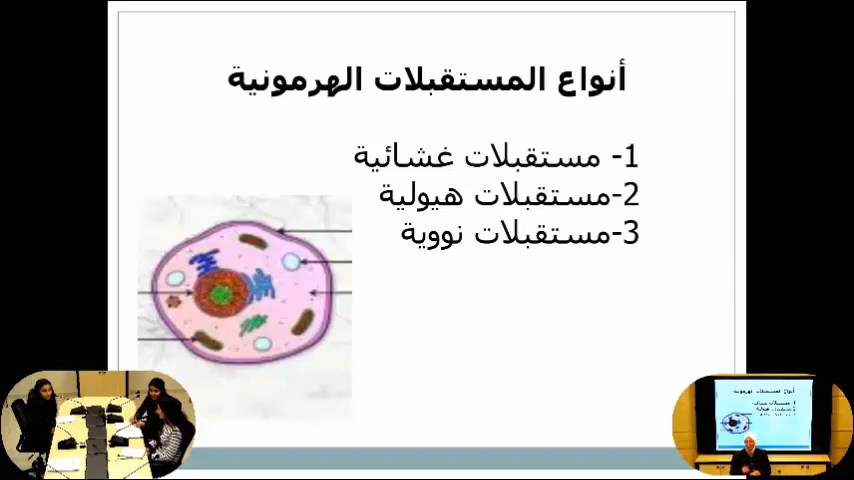 أنواع المستقبلات الهرمونية
1- مستقبلات غشائية
2-مستقبلات هيولية
3-مستقبلات نووية